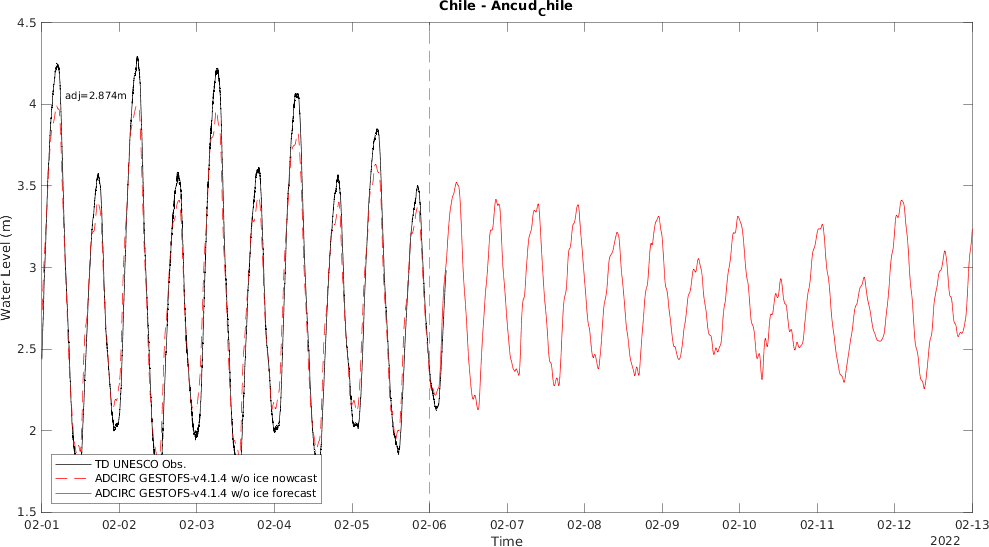 Chile - Ancud_Chile
4.5
4
3.5
3
2.5
2
1.5
Water Level (m)
adj=2.874m
TD UNESCO Obs.
ADCIRC GESTOFS-v4.1.4 w/o ice nowcast
ADCIRC GESTOFS-v4.1.4 w/o ice forecast
02-01 02-02 02-03 02-04 02-05 02-06 02-07 02-08 02-09 02-10 02-11 02-12 02-13
Time
2022